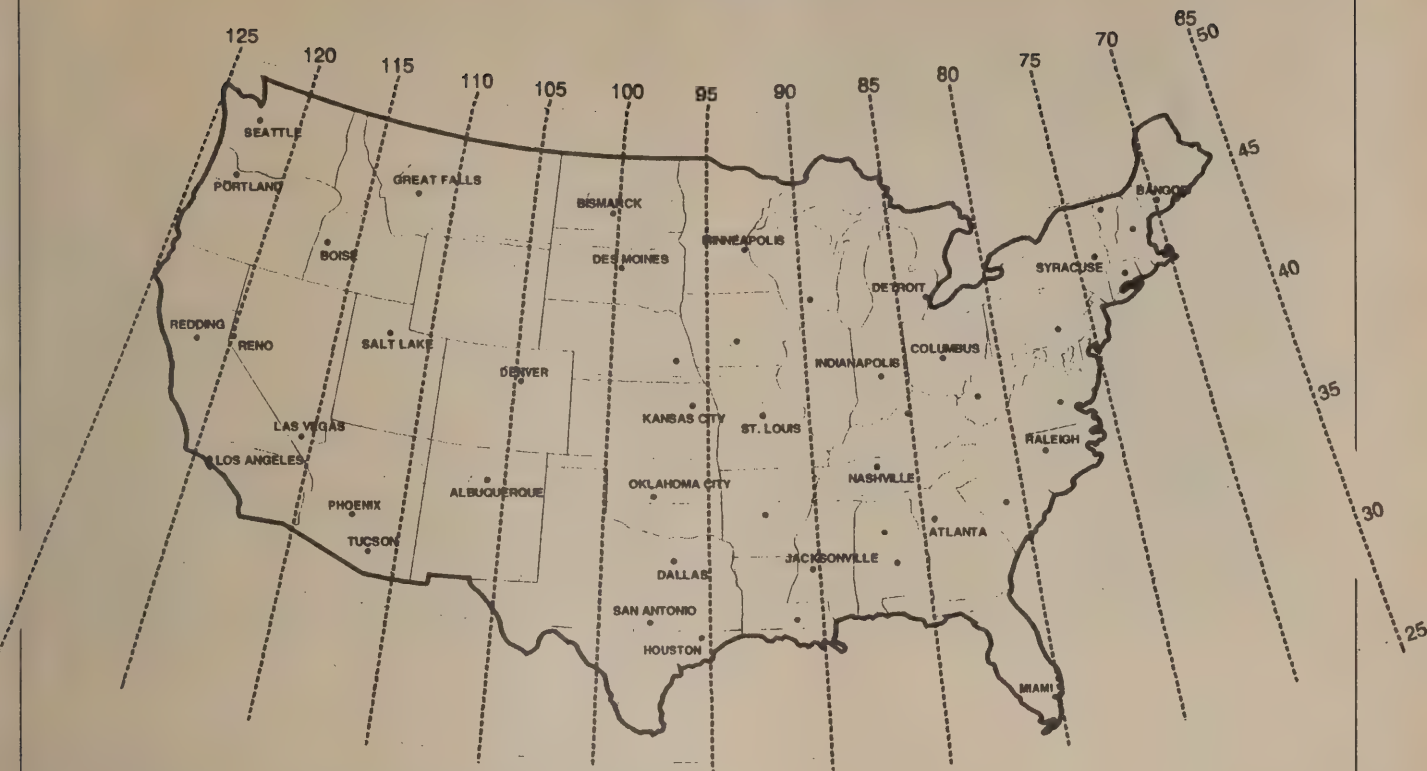 65
50
125
70
120
75
115
80
110
85
105
100
95
90
SEATTLE
45
GREAT FALLS
PORTLAND
BANGOR
BISMARCK
MINNEAPOLIS
BOISE
DES MOINES
SYRACUSE
40
DETROIT
REDDING
RENO
SALT LAKE
COLUMBUS
INDIANAPOLIS
DENVER
35
KANSAS CITY
LAS VEGAS
ST. LOUIS
RALEIGH
LOS ANGELES
NASHVILLE
OKLAHOMA CITY
ALBUQUERQUE
PHOENIX
30
ATLANTA
TUCSON
JACKSONVILLE
DALLAS
SAN ANTONIO
25
HOUSTON
MIAMI